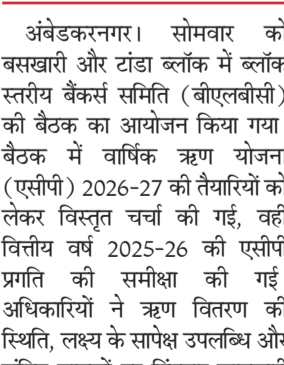 अंबेडकरनगर। सोमवार को
बसखारी और टांडा ब्लॉक में ब्लॉक
स्तरीय बैंकर्स समिति (बीएलबीसी)
की बैठक का आयोजन किया गया
बैठक में वार्षिक ऋण योजन
(एसीपी) 2026-27 की तैयारियों को
लेकर विस्तृत चर्चा की गई, वही
वित्तीय वर्ष 2025-26 की एसीपी
प्रगति की समीक्षा की गई
अधिकारियों ने ऋण वितरण की
स्थिति, लक्ष्य के सापेक्ष उपलब्धि और